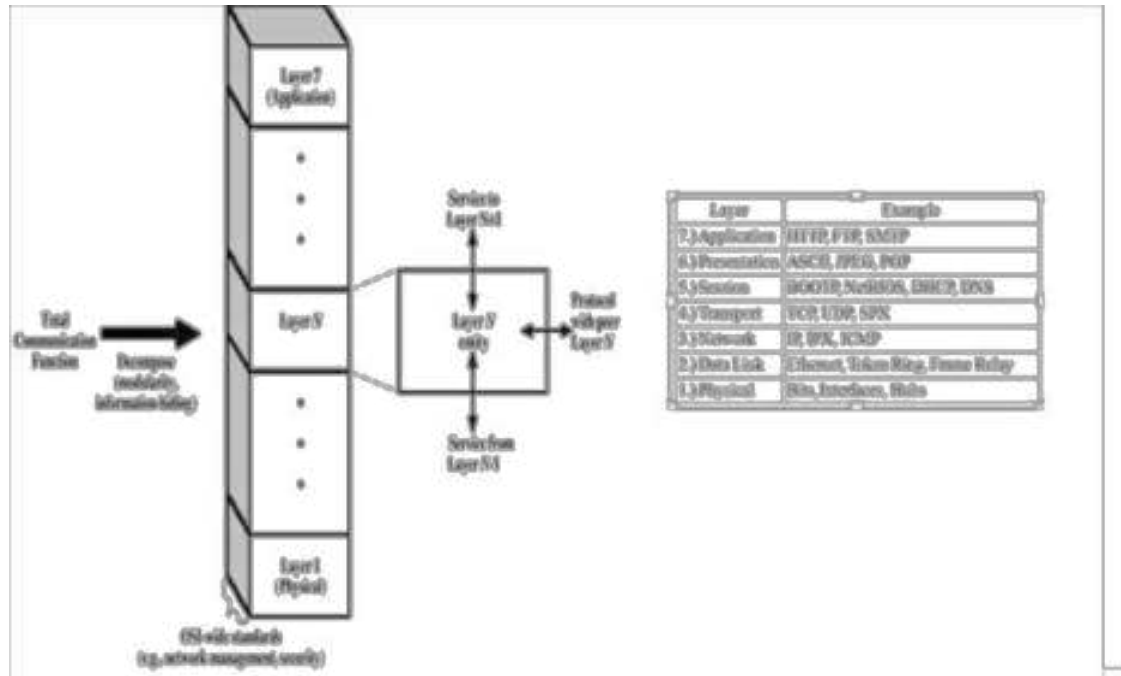 Layer 7
(Application)
Services to
Layer N+1
Total
Communication
Function
Decompose
(modularity,
information hiding)
Layer N
Layer N
entity
Protocol
with peer
Layer N
Service from
Layer N-1
Layer 1
(Physical)
OSI-wide standards
(e.g., network management, security)
Layer Example
7.) Application HTTP, FTP, SMTP
6.) Presentation ASCII, JPEG, PGP
5.) Session BOOTP, NetBIOS, DHCP, DNS
4.) Transport TCP, UDP, SPX
3.) Network IP, IPX, ICMP
2.) Data Link Ethernet, Token Ring, Frame Relay
1.) Physical Bits, Interfaces, Hubs